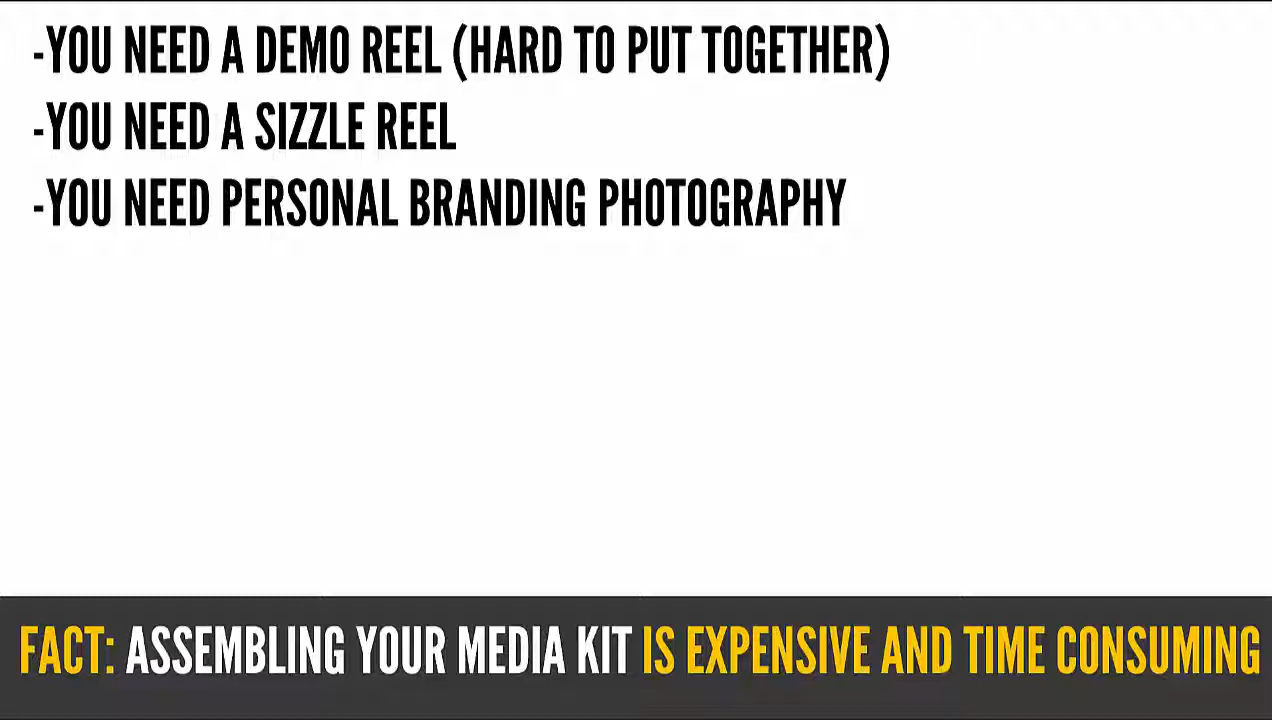 -YOU NEED A DEMO REEL (HARD TO PUT TOGETHER)
-YOU NEED A SIZZLE REEL
-YOU NEED PERSONAL BRANDING PHOTOGRAPHY
FACT: ASSEMBLING YOUR MEDIA KIT IS EXPENSIVE AND TIME CONSUMING